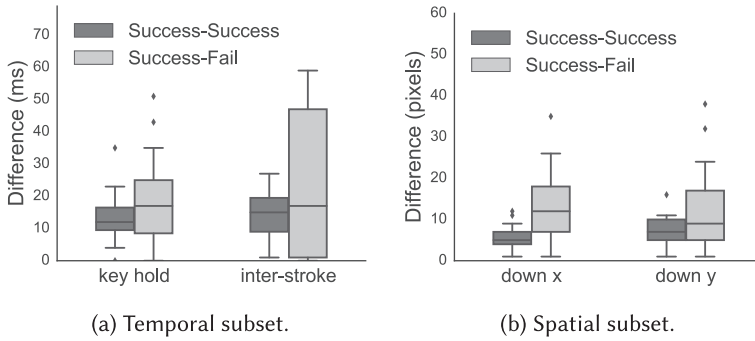 Success-Success
Success-Fail
Difference (ms)
70
60
50
40
30
20
10
0
key hold inter-stroke
(a) Temporal subset.
Success-Success
Success-Fail
Difference (pixels)
60
50
40
30
20
10
0
down x down y
(b) Spatial subset.